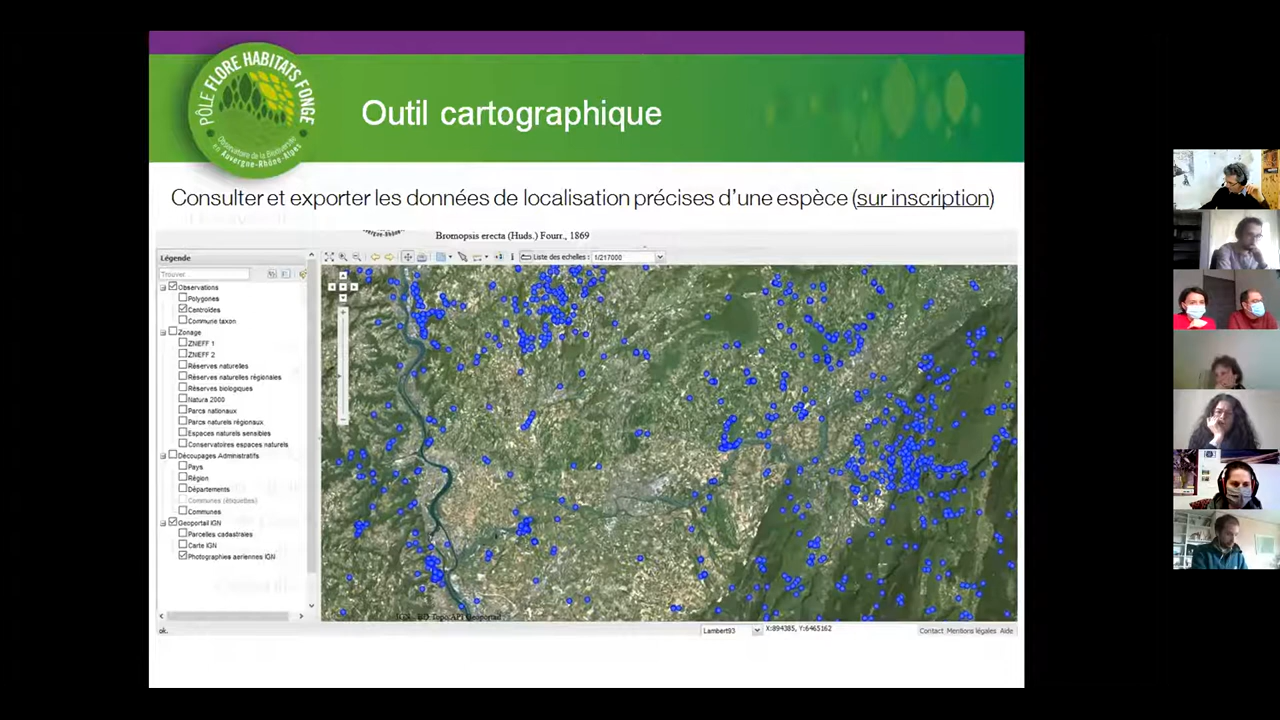 PÔLE FLORE HABITATS FONGE
Observatoire de la Biodiversité
en Auvergne-Rhône-Alpes
Outil cartographique
Consulter et exporter les données de localisation précises d'une espèce (sur inscription)
Bromopsis erecta (Huds.) Fourr., 1869
Légende
Liste des echelles : 1/217000
Trouver
Observations
Polygones
Centroïdes
Commune taxon
Zonage
ZNIEFF 1
ZNIEFF 2
Réserves naturelles
Réserves naturelles régionales
Réserves biologiques
Natura 2000
Parcs nationaux
Parcs naturels régionaux
Espaces naturels sensibles
Conservatoires espaces naturels
Découpages Administratifs
Pays
Région
Départements
Communes (étiquettes)
Communes
Geoportail IGN
Parcelles cadastrales
Carte IGN
Photographies aeriennes IGN
ok.
Lambert93
X:894385, Y:6465162
Contact Mentions légales Aide